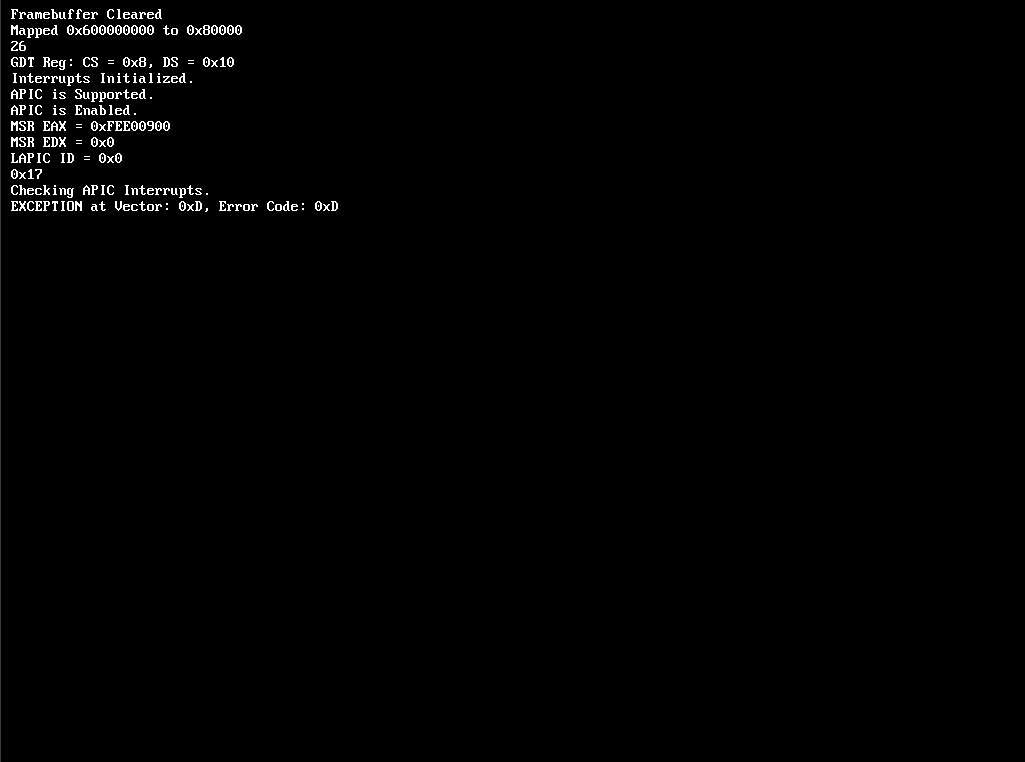 Framebuffer Cleared
Mapped 0x600000000 to 0x80000
26
GDT Reg: CS = 0x8, DS = 0x10
Interrupts Initialized.
APIC is Supported.
APIC is Enabled.
MSR EAX = 0xFEE00900
MSR EDX = 0x0
LAPIC ID = 0x0
0x17
Checking APIC Interrupts.
EXCEPTION at Vector: 0xD, Error Code: 0xD